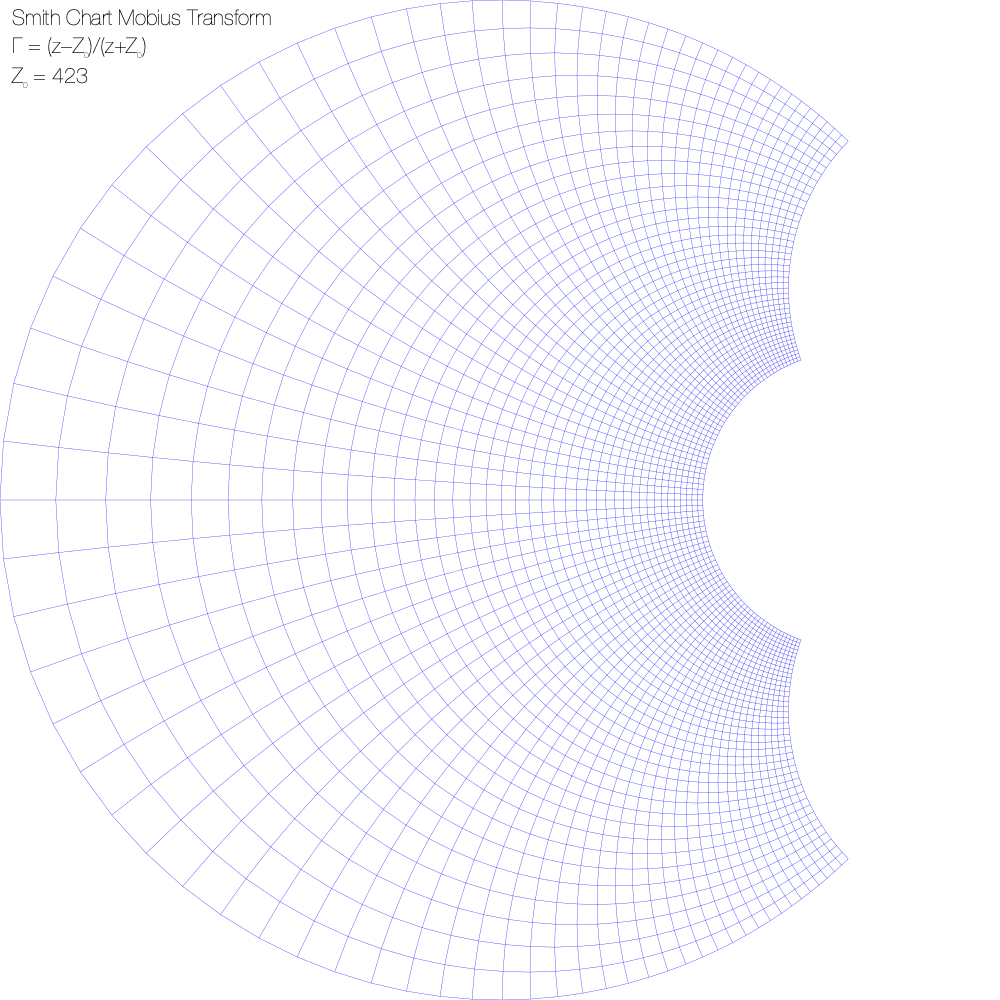 Smith Chart Mobius Transform
Γ = (z−Z₀)/(z+Z₀)
Z₀ = 423